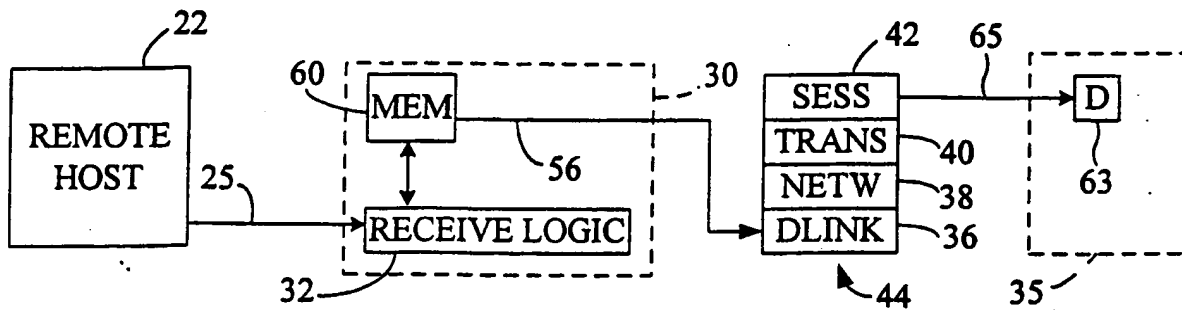 22
REMOTE
HOST
25
60
MEM
30
56
RECEIVE LOGIC
32
42
SESS
TRANS
40
NETW
38
DLINK
36
44
65
D
63
35